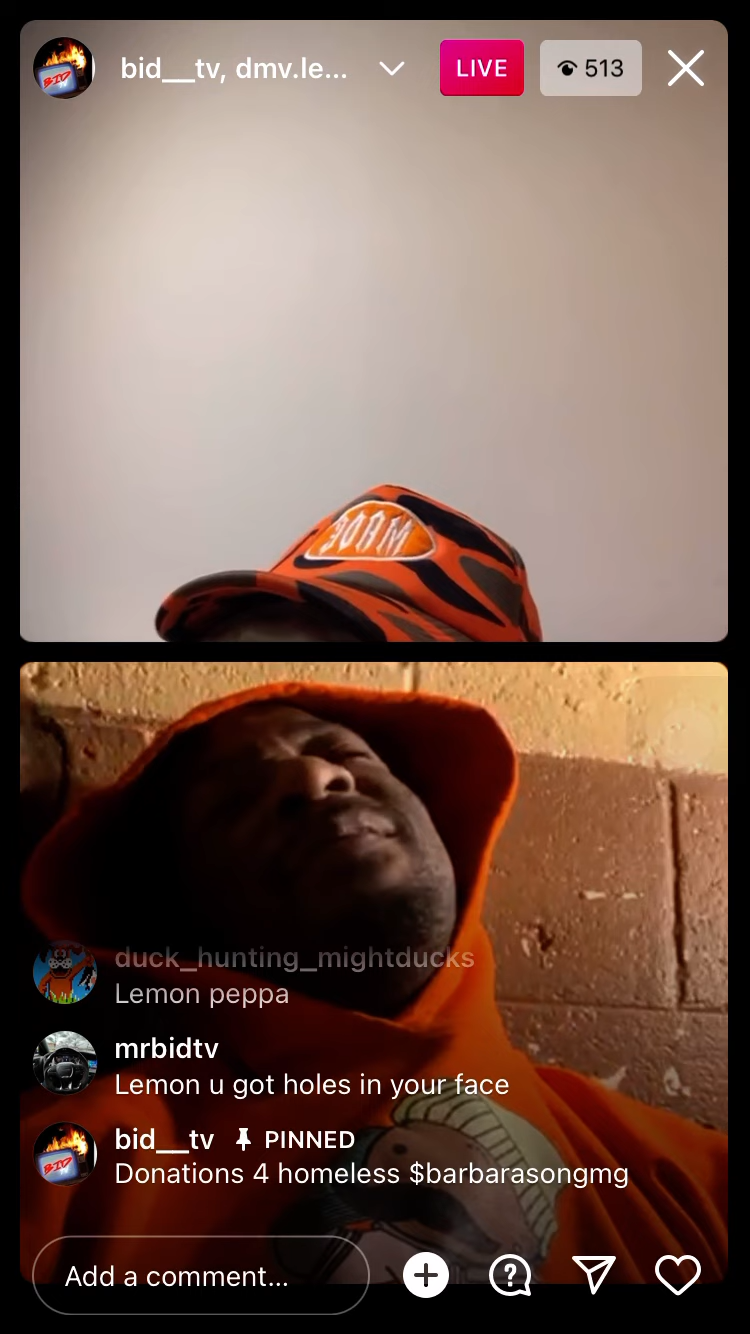 bid__tv, dmv.le...
LIVE
513
duck_hunting_mightducks
Lemon peppa
mrbidtv
Lemon u got holes in your face
bid__tv PINNED
Donations 4 homeless $barbarasongmg
Add a comment...